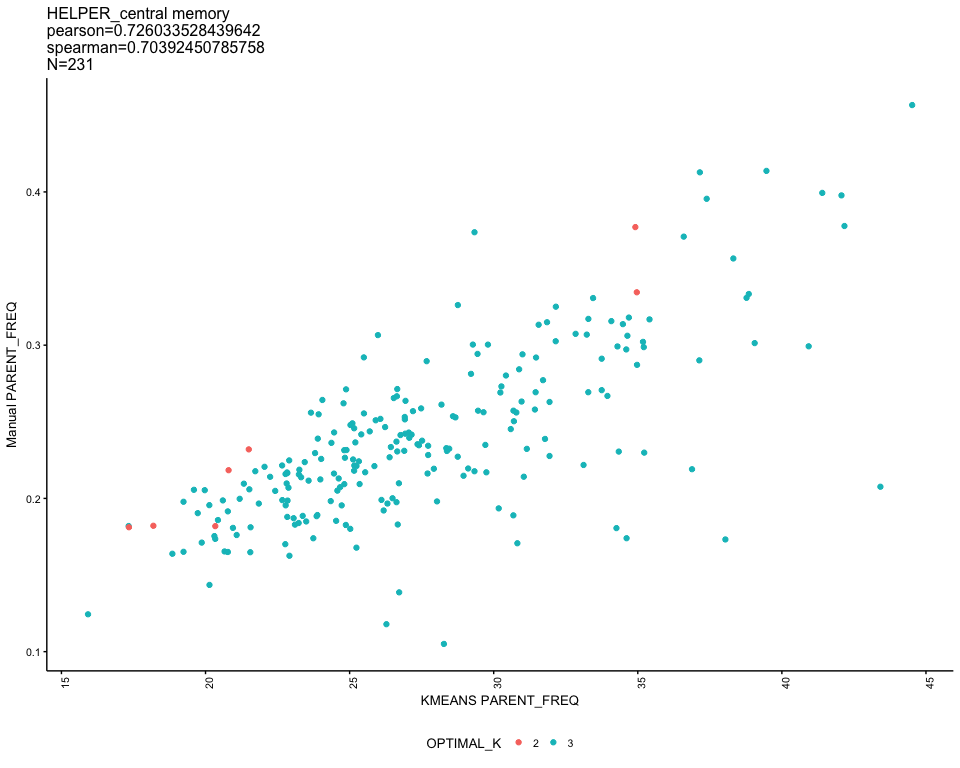 HELPER_central memory
pearson=0.726033528439642
spearman=0.70392450785758
N=231
Manual PARENT_FREQ
0.4
0.3
0.2
0.1
15
20
25
30
35
40
45
KMEANS PARENT_FREQ
OPTIMAL_K 2 3